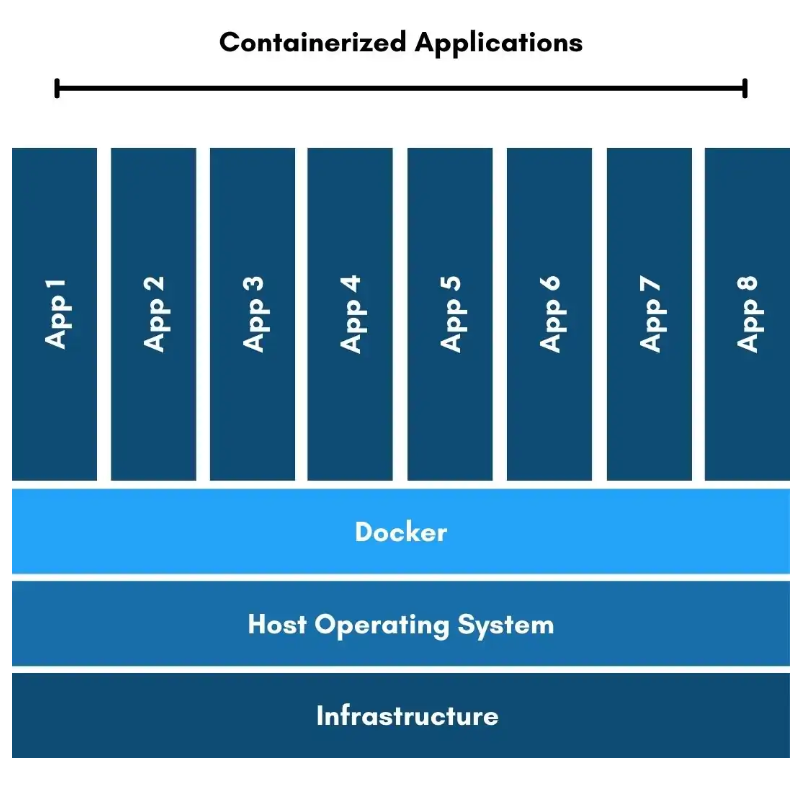 Containerized Applications
App 1
App 2
App 3
App 4
App 5
App 6
App 7
App 8
Docker
Host Operating System
Infrastructure